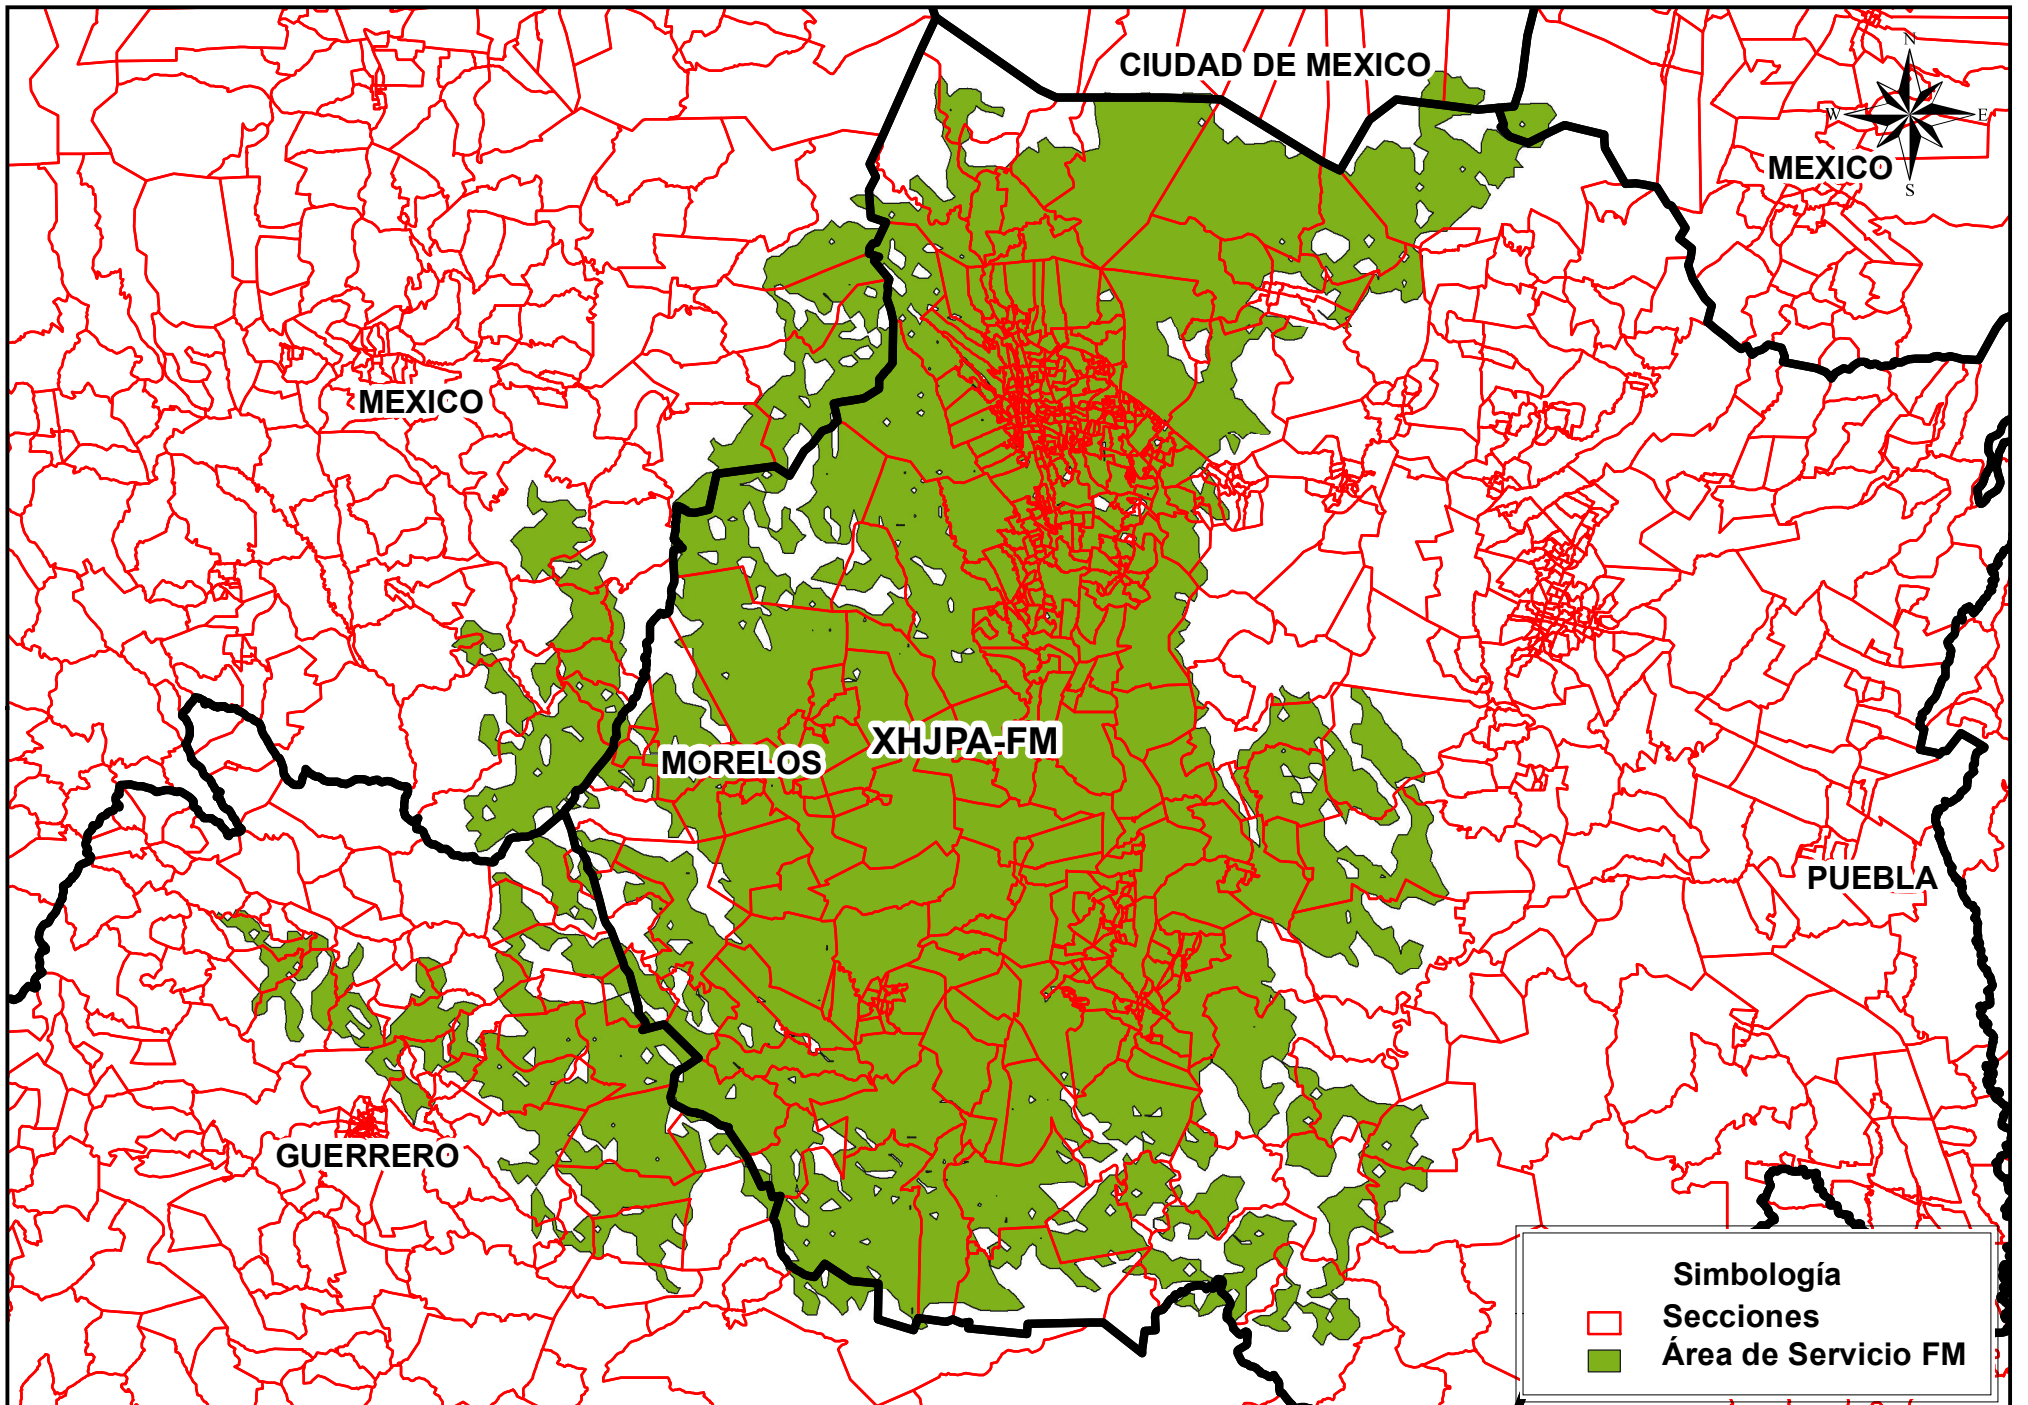 CIUDAD DE MEXICO
N
W
E
S
MEXICO
MEXICO
XHJPA-FM
MORELOS
PUEBLA
GUERRERO
Simbología
Secciones
Área de Servicio FM